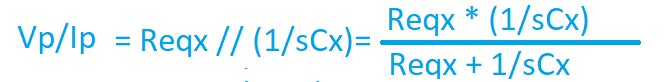 Vp/Ip = Reqx // (1/sCx)= Reqx * (1/sCx)
Reqx + 1/sCx